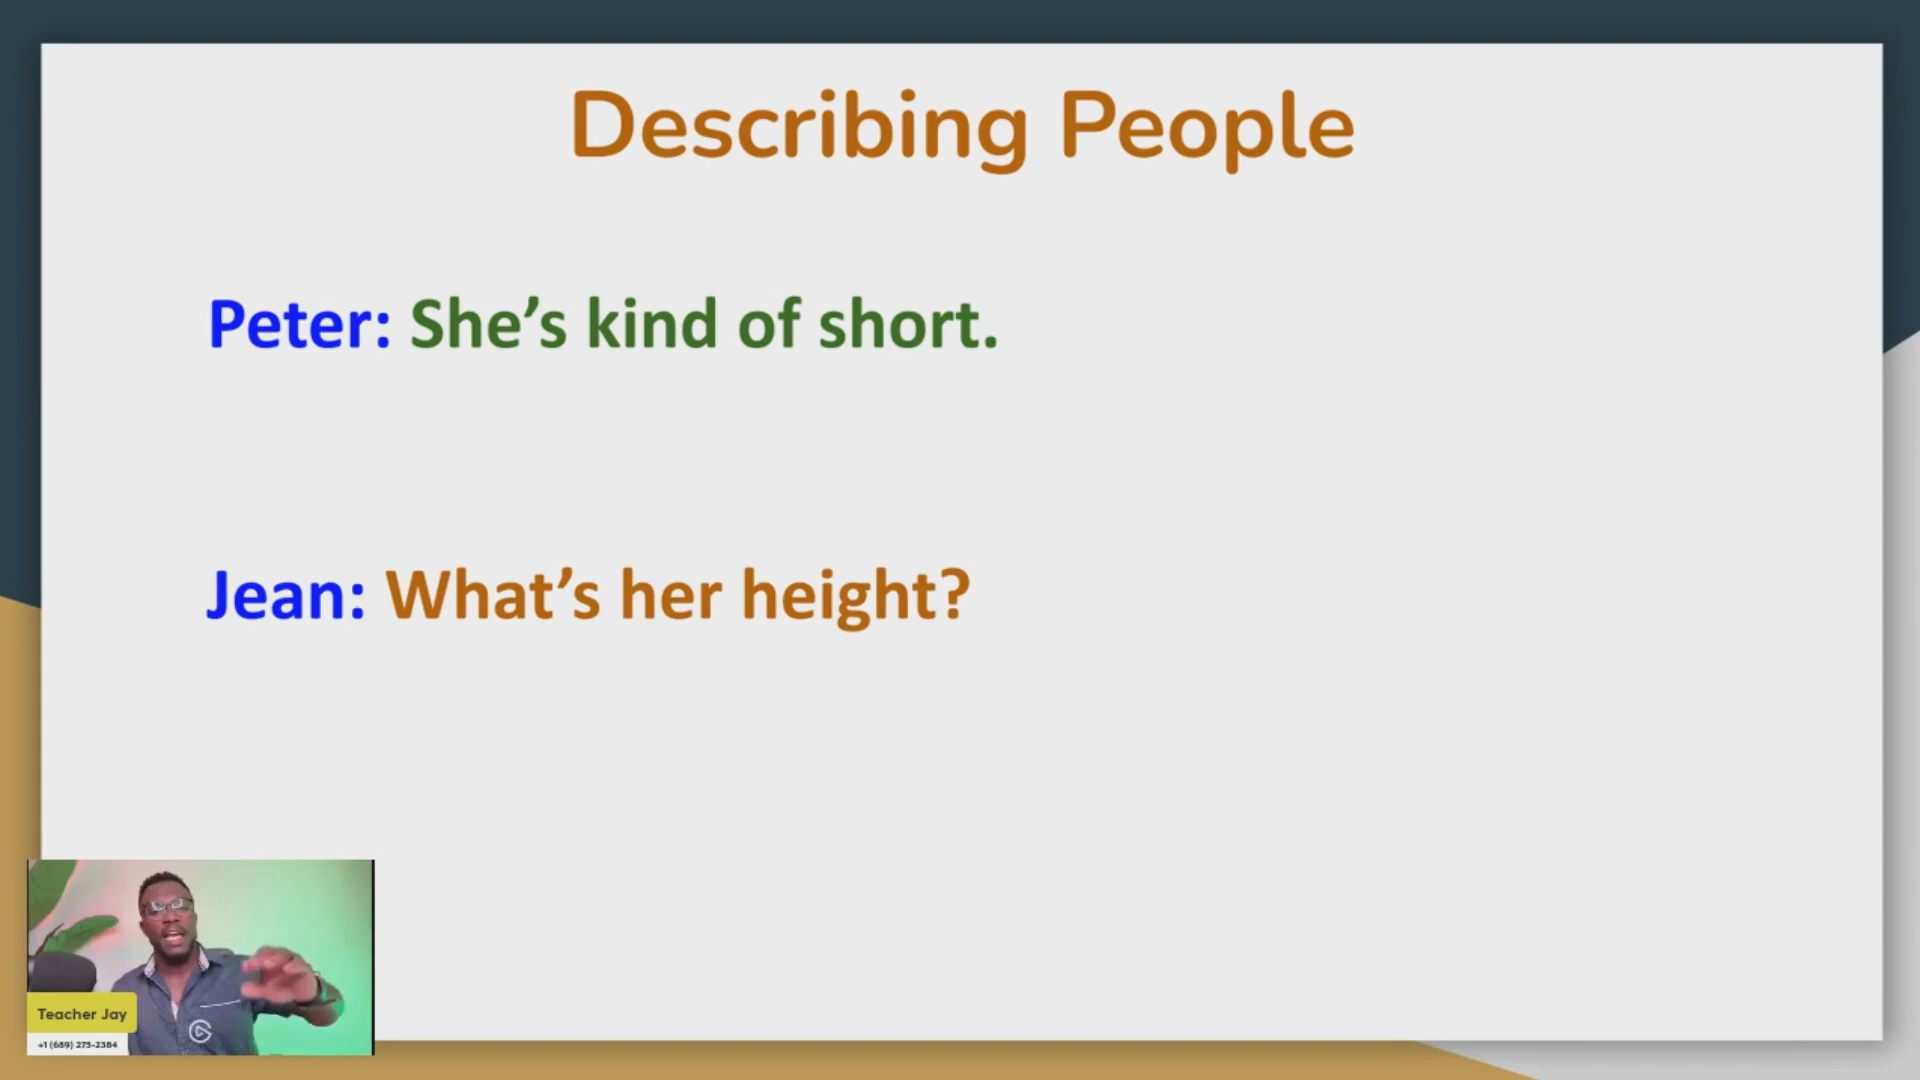 Describing People
Peter: She’s kind of short.
Jean: What’s her height?
Teacher Jay
+1 (689) 275-2384